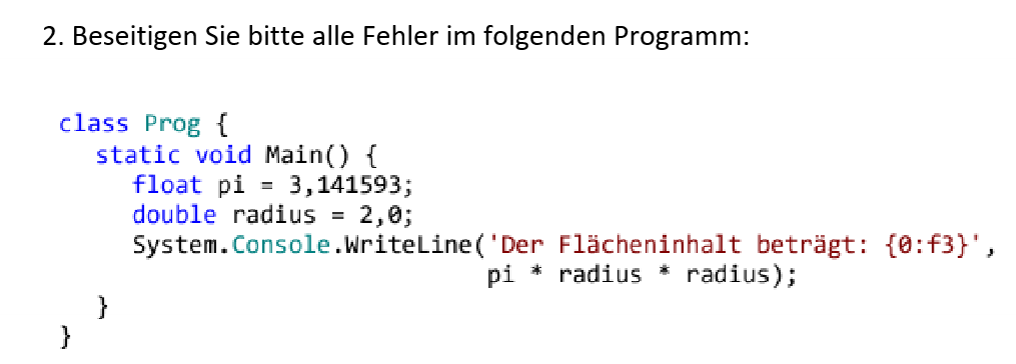 2. Beseitigen Sie bitte alle Fehler im folgenden Programm:
class Prog {
static void Main() {
float pi = 3,141593;
double radius = 2,0;
System.Console.WriteLine('Der Flächeninhalt beträgt: {0:f3}',
pi * radius * radius);
}
}